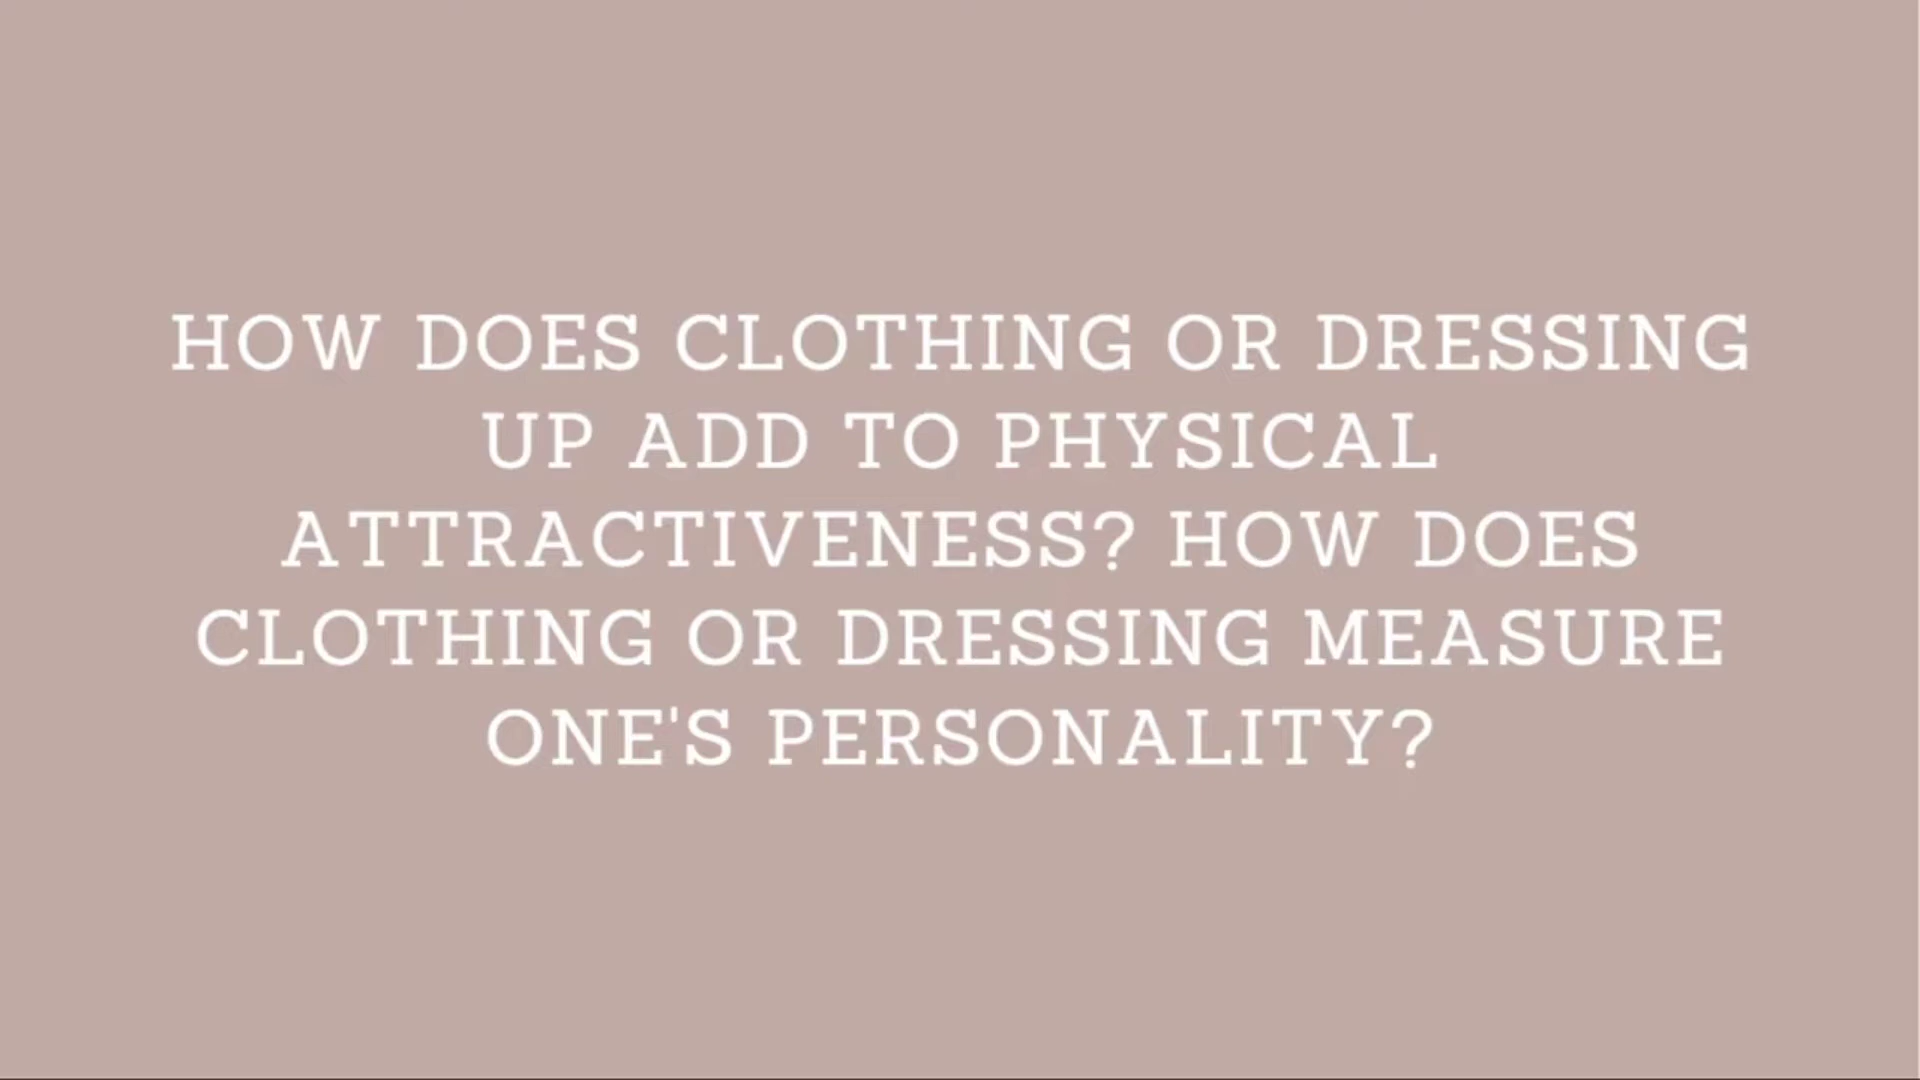 HOW DOES CLOTHING OR DRESSING
UP ADD TO PHYSICAL
ATTRACTIVENESS? HOW DOES
CLOTHING OR DRESSING MEASURE
ONE'S PERSONALITY?